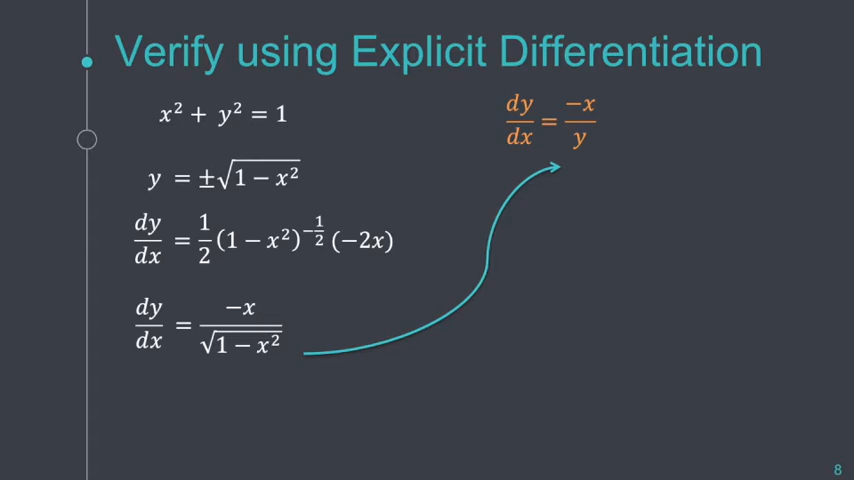 Verify using Explicit Differentiation
x² + y² = 1
y = ±√(1 − x²)
dy/dx = 1/2 (1 − x²)^(−1/2) (−2x)
dy/dx = −x/√(1 − x²)
dy/dx = −x/y
8